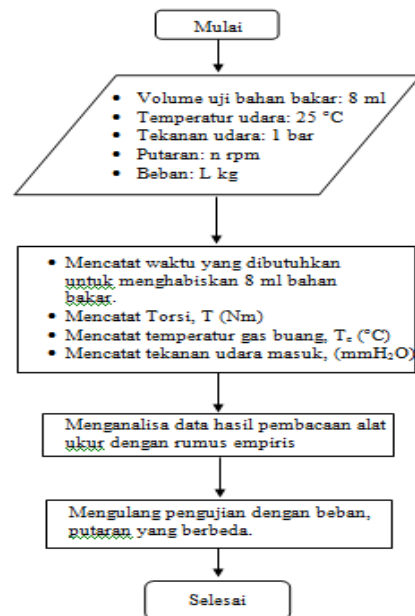 Mulai
• Volume uji bahan bakar: 8 ml
• Temperatur udara: 25 °C
• Tekanan udara: 1 bar
• Putaran: n rpm
• Beban: L kg
• Mencatat waktu yang dibutuhkan
untuk menghabiskan 8 ml bahan
bakar.
• Mencatat Torsi, T (Nm)
• Mencatat temperatur gas buang, Tₑ (°C)
• Mencatat tekanan udara masuk, (mmH₂O)
Menganalisa data hasil pembacaan alat
ukur dengan rumus empiris
Mengulang pengujian dengan beban,
putaran yang berbeda.
Selesai